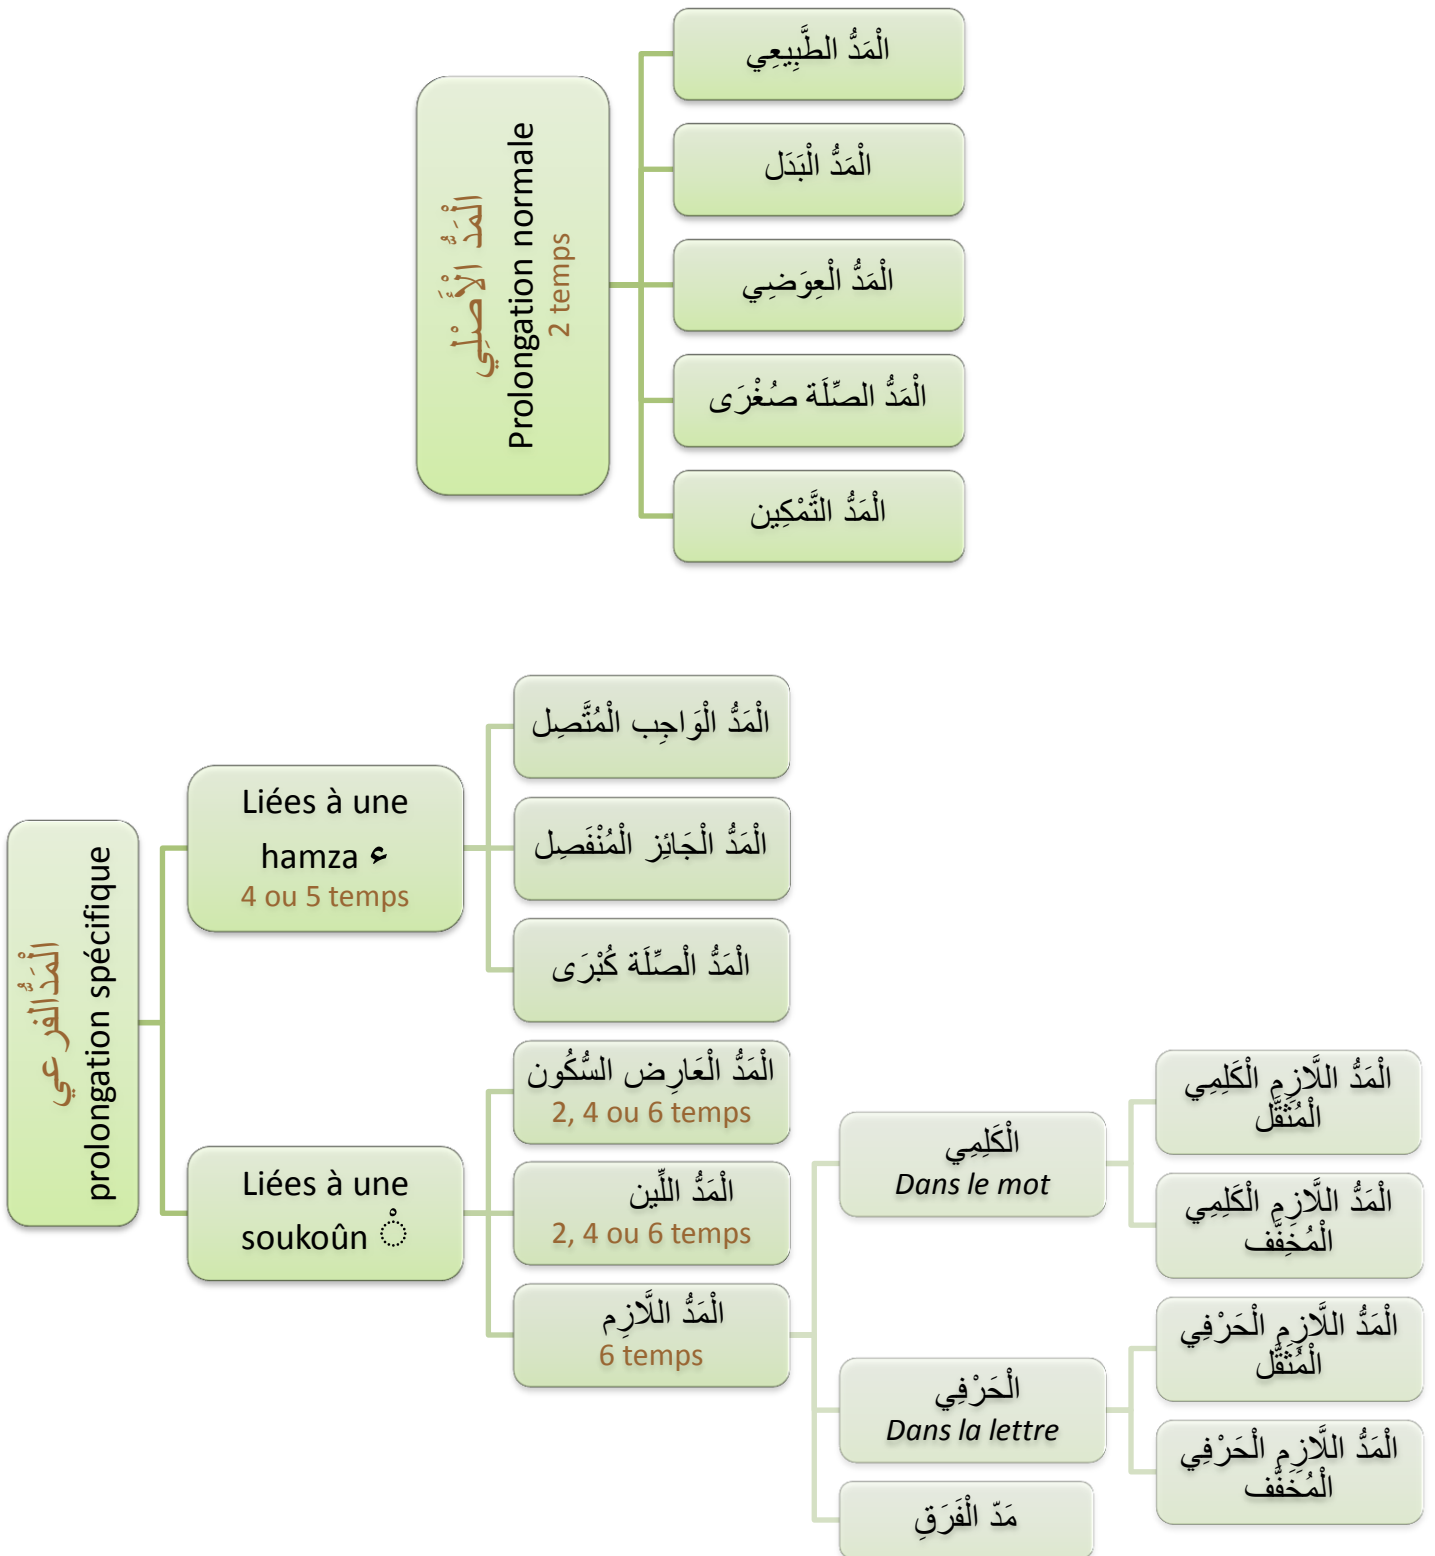 الْمَدُّ الْأَصْلِي
Prolongation normale
2 temps
الْمَدُّ الطَّبِيعِي
الْمَدُّ الْبَدَل
الْمَدُّ الْعِوَضِي
الْمَدُّ الصِّلَة صُغْرَى
الْمَدُّ التَّمْكِين
الْمَدُّالفَرعي
prolongation spécifique
Liées à une
hamza ء
4 ou 5 temps
الْمَدُّ الْوَاجِب الْمُتَّصِل
الْمَدُّ الْجَائِز الْمُنْفَصِل
الْمَدُّ الْصِّلَة كُبْرَى
Liées à une
soukoûn ◌ْ
الْمَدُّ الْعَارِض السُّكُون
2, 4 ou 6 temps
الْمَدُّ اللِّين
2, 4 ou 6 temps
الْمَدُّ اللَّازِم
6 temps
الْكَلِمِي
Dans le mot
الْمَدُّ اللَّازِم الْكَلِمِي
الْمُثَقَّل
الْمَدُّ اللَّازِم الْكَلِمِي
الْمُخِفَّف
الْحَرْفِي
Dans la lettre
الْمَدُّ اللَّازِم الْحَرْفِي
الْمُثَقَّل
الْمَدُّ اللَّازِم الْحَرْفِي
الْمُخَفَّف
مَدّ الْفَرَقِ